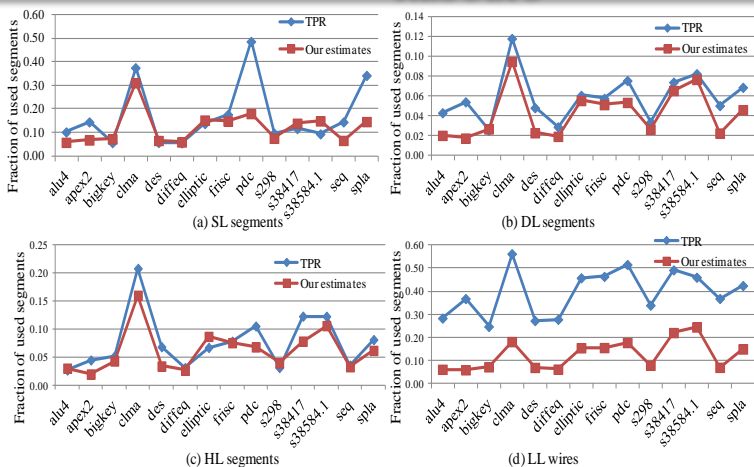 Fraction of used segments
0.60
0.50
0.40
0.30
0.20
0.10
0.00
TPR
Our estimates
alu4
apex2
bigkey
clma
des
diffeq
elliptic
frisc
pdc
s298
s38417
s38584.1
seq
spla
(a) SL segments
Fraction of used segments
0.14
0.12
0.10
0.08
0.06
0.04
0.02
0.00
TPR
Our estimates
alu4
apex2
bigkey
clma
des
diffeq
elliptic
frisc
pdc
s298
s38417
s38584.1
seq
spla
(b) DL segments
Fraction of used segments
0.25
0.20
0.15
0.10
0.05
0.00
TPR
Our estimates
alu4
apex2
bigkey
clma
des
diffeq
elliptic
frisc
pdc
s298
s38417
s38584.1
seq
spla
(c) HL segments
Fraction of used segments
0.60
0.50
0.40
0.30
0.20
0.10
0.00
TPR
Our estimates
alu4
apex2
bigkey
clma
des
diffeq
elliptic
frisc
pdc
s298
s38417
s38584.1
seq
spla
(d) LL wires